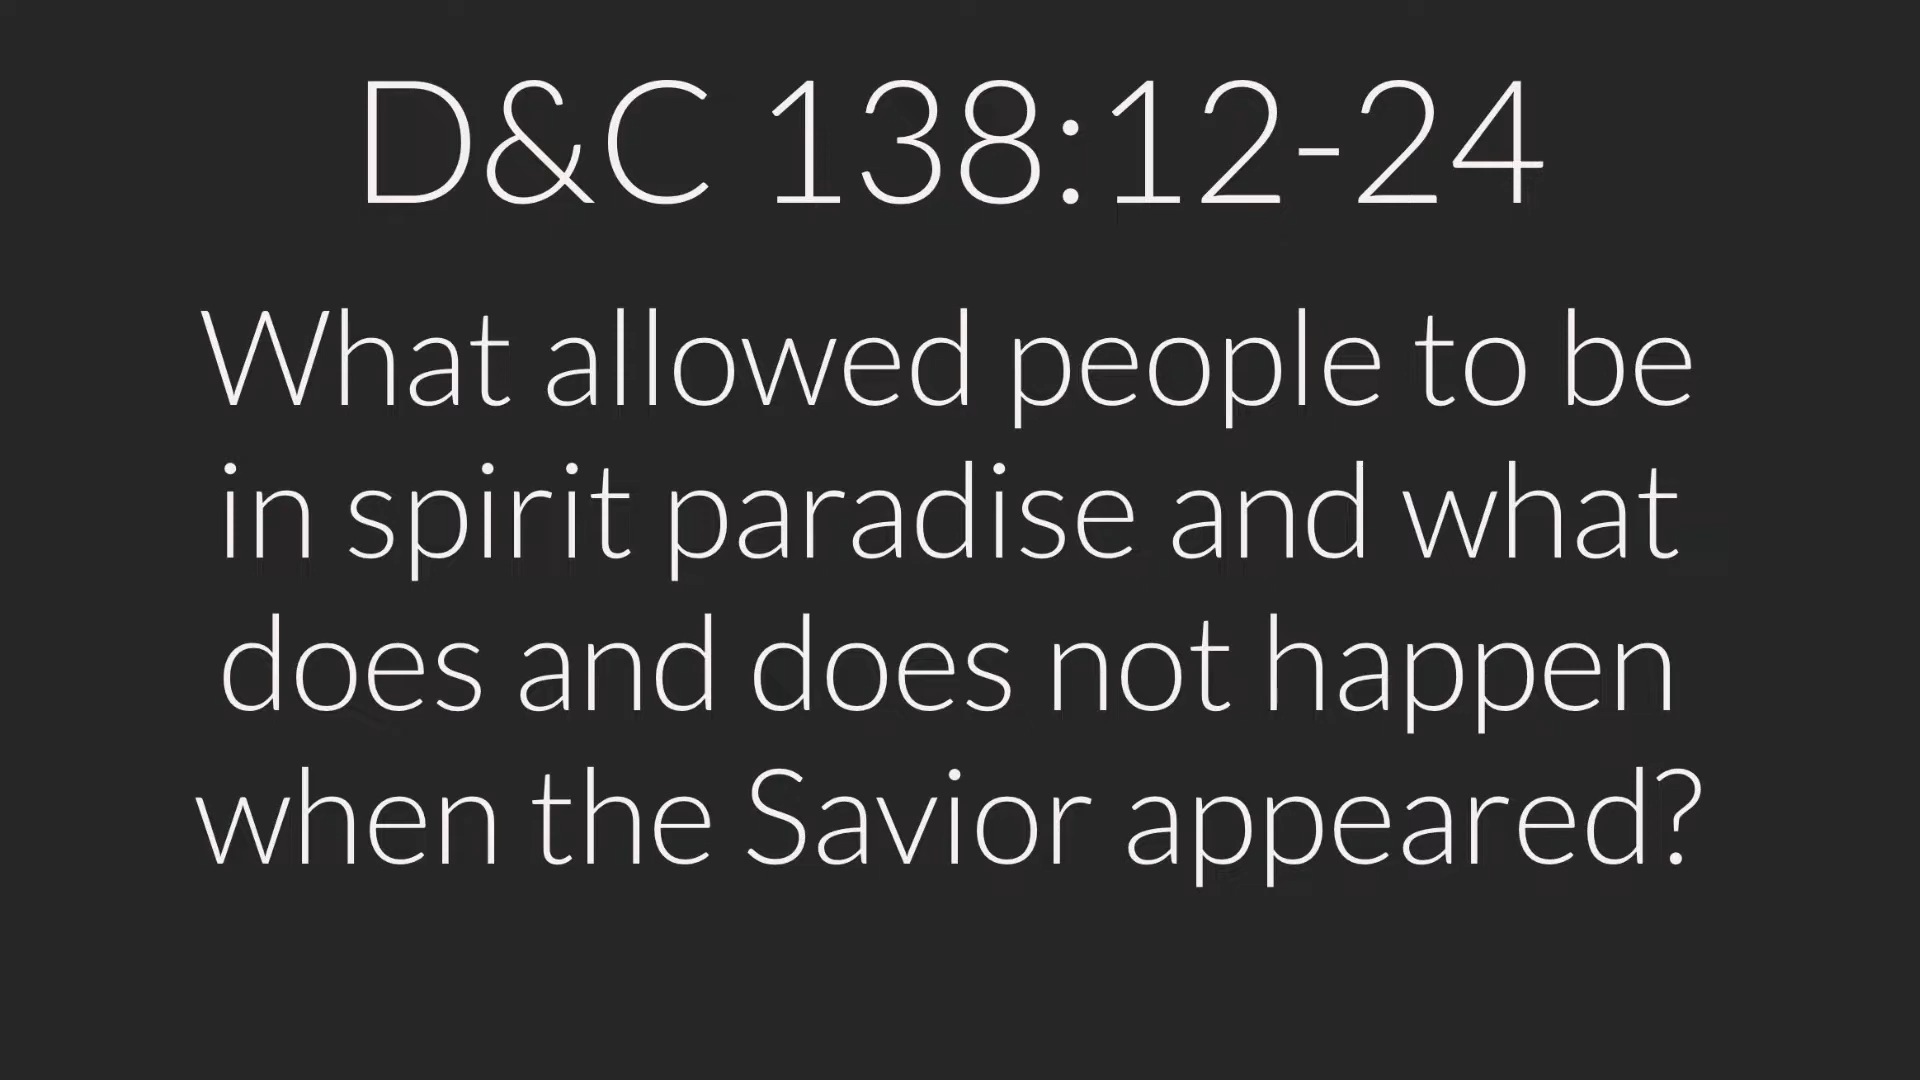 D&C 138:12-24
What allowed people to be
in spirit paradise and what
does and does not happen
when the Savior appeared?